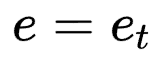 e = e_t